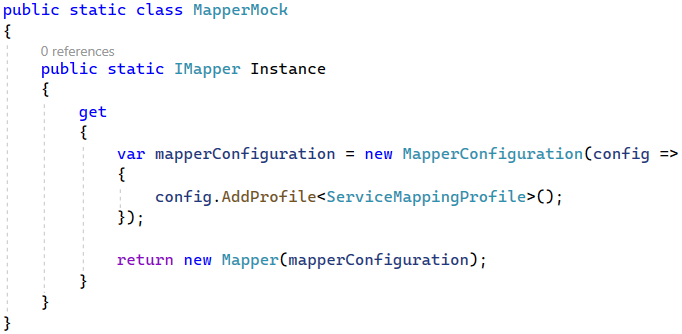 public static class MapperMock
{
0 references
public static IMapper Instance
{
get
{
var mapperConfiguration = new MapperConfiguration(config =>
{
config.AddProfile<ServiceMappingProfile>();
});
return new Mapper(mapperConfiguration);
}
}
}